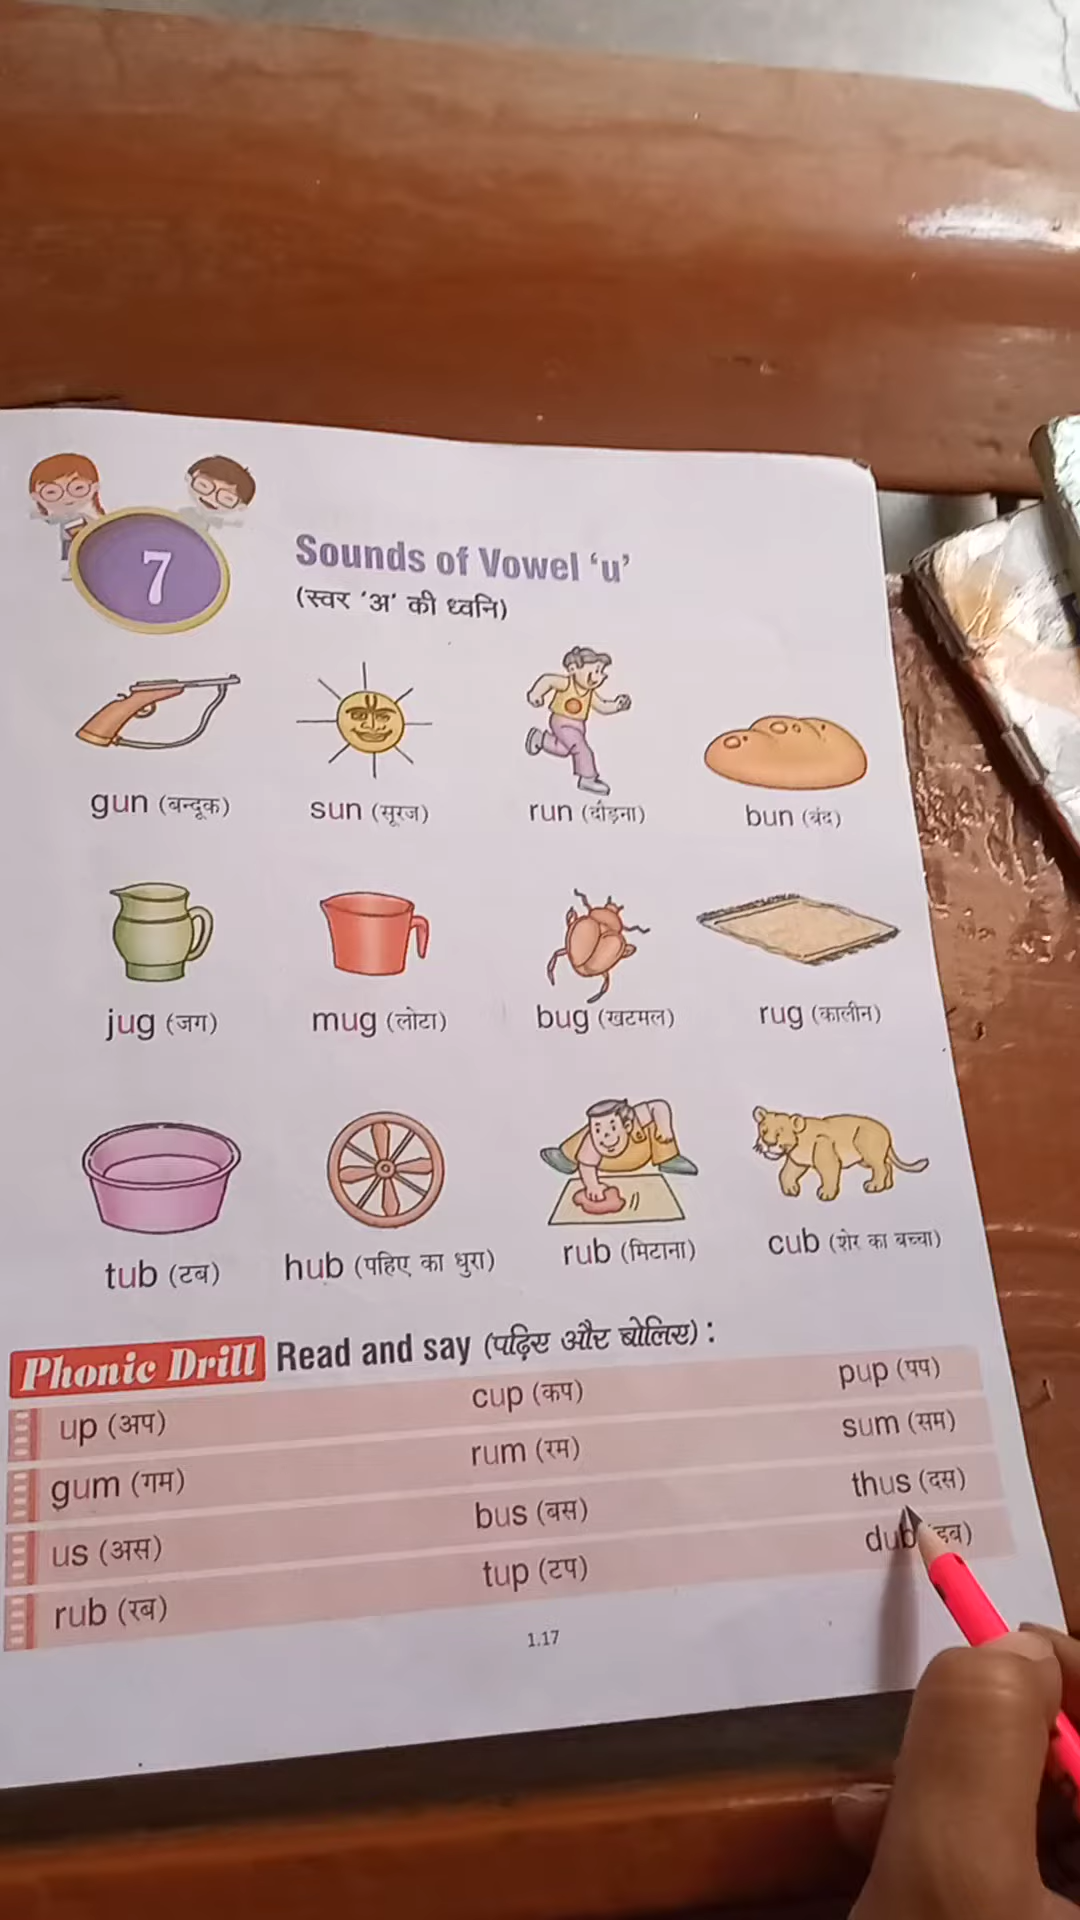 7
Sounds of Vowel ‘u’
(स्वर ‘अ’ की ध्वनि)
gun (बन्दूक) sun (सूरज) run (दौड़ना) bun (बंद)
jug (जग) mug (लोटा) bug (खटमल) rug (कालीन)
tub (टब) hub (पहिए का धुरा) rub (मिटाना) cub (शेर का बच्चा)
Phonic Drill Read and say (पढ़िए और बोलिए) :
up (अप) cup (कप) pup (पप)
gum (गम) rum (रम) sum (सम)
us (अस) bus (बस) thus (दस)
rub (रब) tup (टप) dub (डब)
1.17